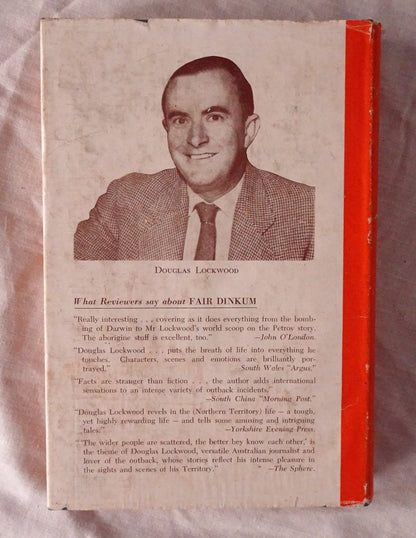 DOUGLAS LOCKWOOD
What Reviewers say about FAIR DINKUM
"Really interesting . . . covering as it does everything from the bomb-
ing of Darwin to Mr Lockwood's world scoop on the Petrov story.
The aborigine stuff is excellent, too." —John O'London.
"Douglas Lockwood . . . puts the breath of life into everything he
touches. Characters, scenes and emotions are brilliantly por-
trayed." South Wales "Argus."
"Facts are stranger than fiction . . . the author adds international
sensations to an intense variety of outback incidents."
—South China "Morning Post."
"Douglas Lockwood revels in the (Northern Territory) life — a tough,
yet highly rewarding life — and tells some amusing and intriguing
tales." —Yorkshire Evening Press.
"'The wider people are scattered, the better hey know each other,' is
the theme of Douglas Lockwood, versatile Australian journalist and
lover of the outback, whose stories reflect his intense pleasure in
the sights and scenes of his Territory." " —The Sphere.